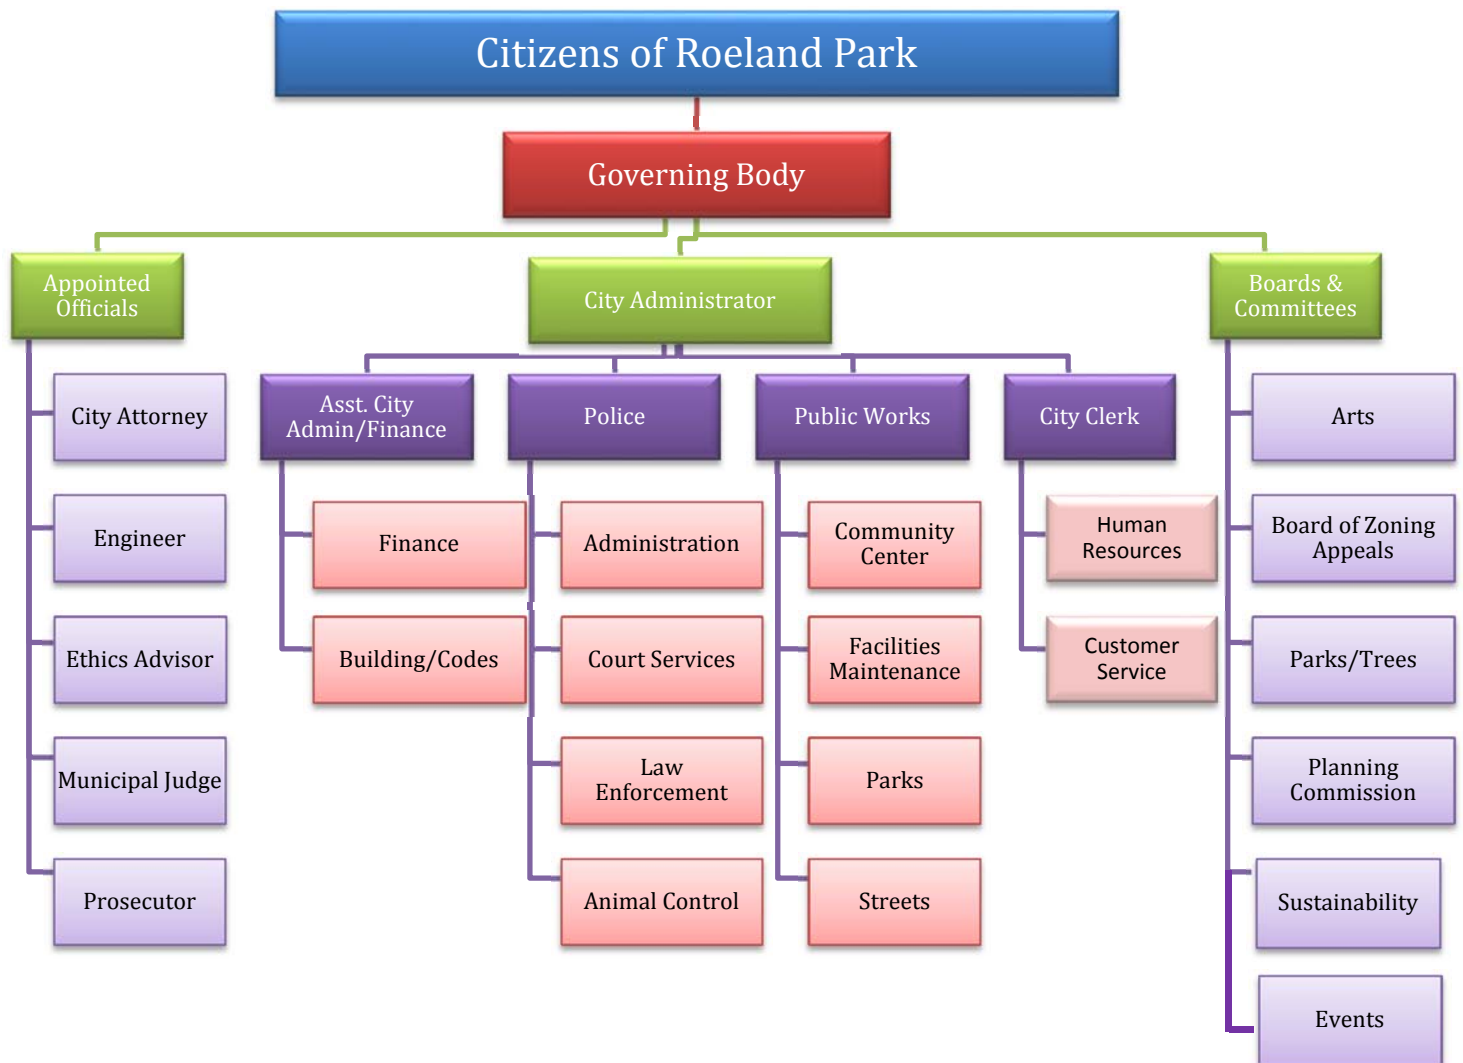 Citizens of Roeland Park
Governing Body
Appointed
Officials
City Administrator
Boards &
Committees
City Attorney
Engineer
Ethics Advisor
Municipal Judge
Prosecutor
Asst. City
Admin/Finance
Finance
Building/Codes
Police
Administration
Court Services
Law
Enforcement
Animal Control
Public Works
Community
Center
Facilities
Maintenance
Parks
Streets
City Clerk
Human
Resources
Customer
Service
Arts
Board of Zoning
Appeals
Parks/Trees
Planning
Commission
Sustainability
Events